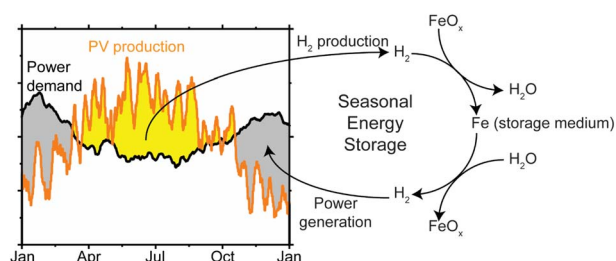 PV production
Power
demand
Jan
Apr
Jul
Oct
Jan
H₂ production
H₂
FeOₓ
H₂O
Fe (storage medium)
Seasonal
Energy
Storage
H₂O
H₂
FeOₓ
Power
generation